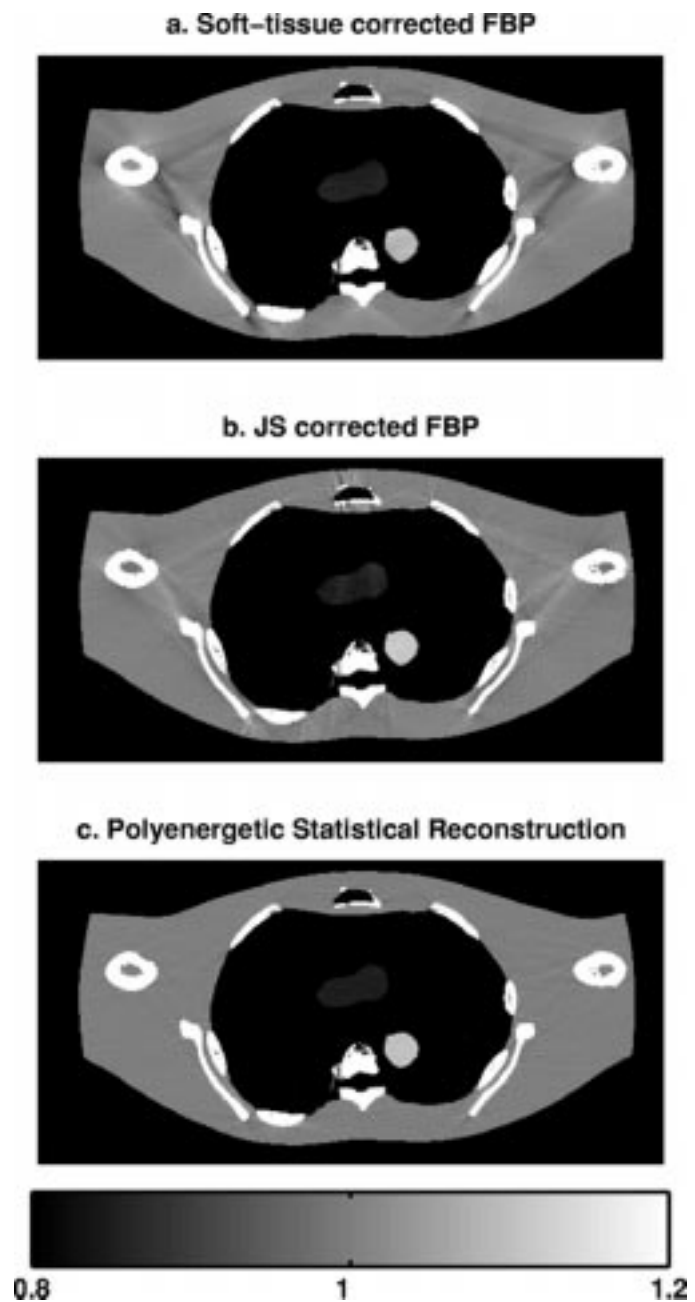 a. Soft-tissue corrected FBP
b. JS corrected FBP
c. Polyenergetic Statistical Reconstruction
0.8 1 1.2